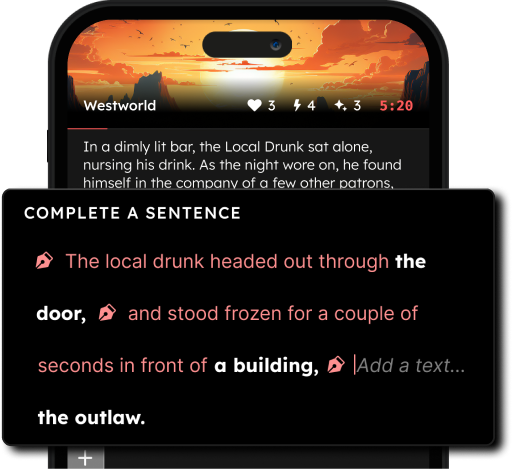 Westworld 3 4 3 5:20
In a dimly lit bar, the Local Drunk sat alone,
nursing his drink. As the night wore on, he found
himself in the company of a few other patrons,
COMPLETE A SENTENCE
The local drunk headed out through the
door, and stood frozen for a couple of
seconds in front of a building, Add a text...
the outlaw.
+